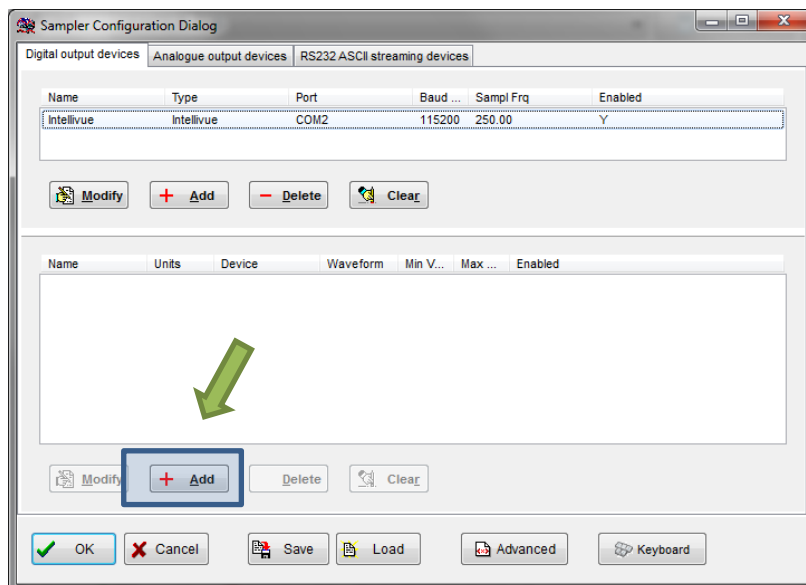 Sampler Configuration Dialog
Digital output devices Analogue output devices RS232 ASCII streaming devices
Name Type Port Baud ... Sampl Frq Enabled
Intellivue Intellivue COM2 115200 250.00 Y
Modify Add Delete Clear
Name Units Device Waveform Min V... Max ... Enabled
Modify Add Delete Clear
OK Cancel Save Load Advanced Keyboard